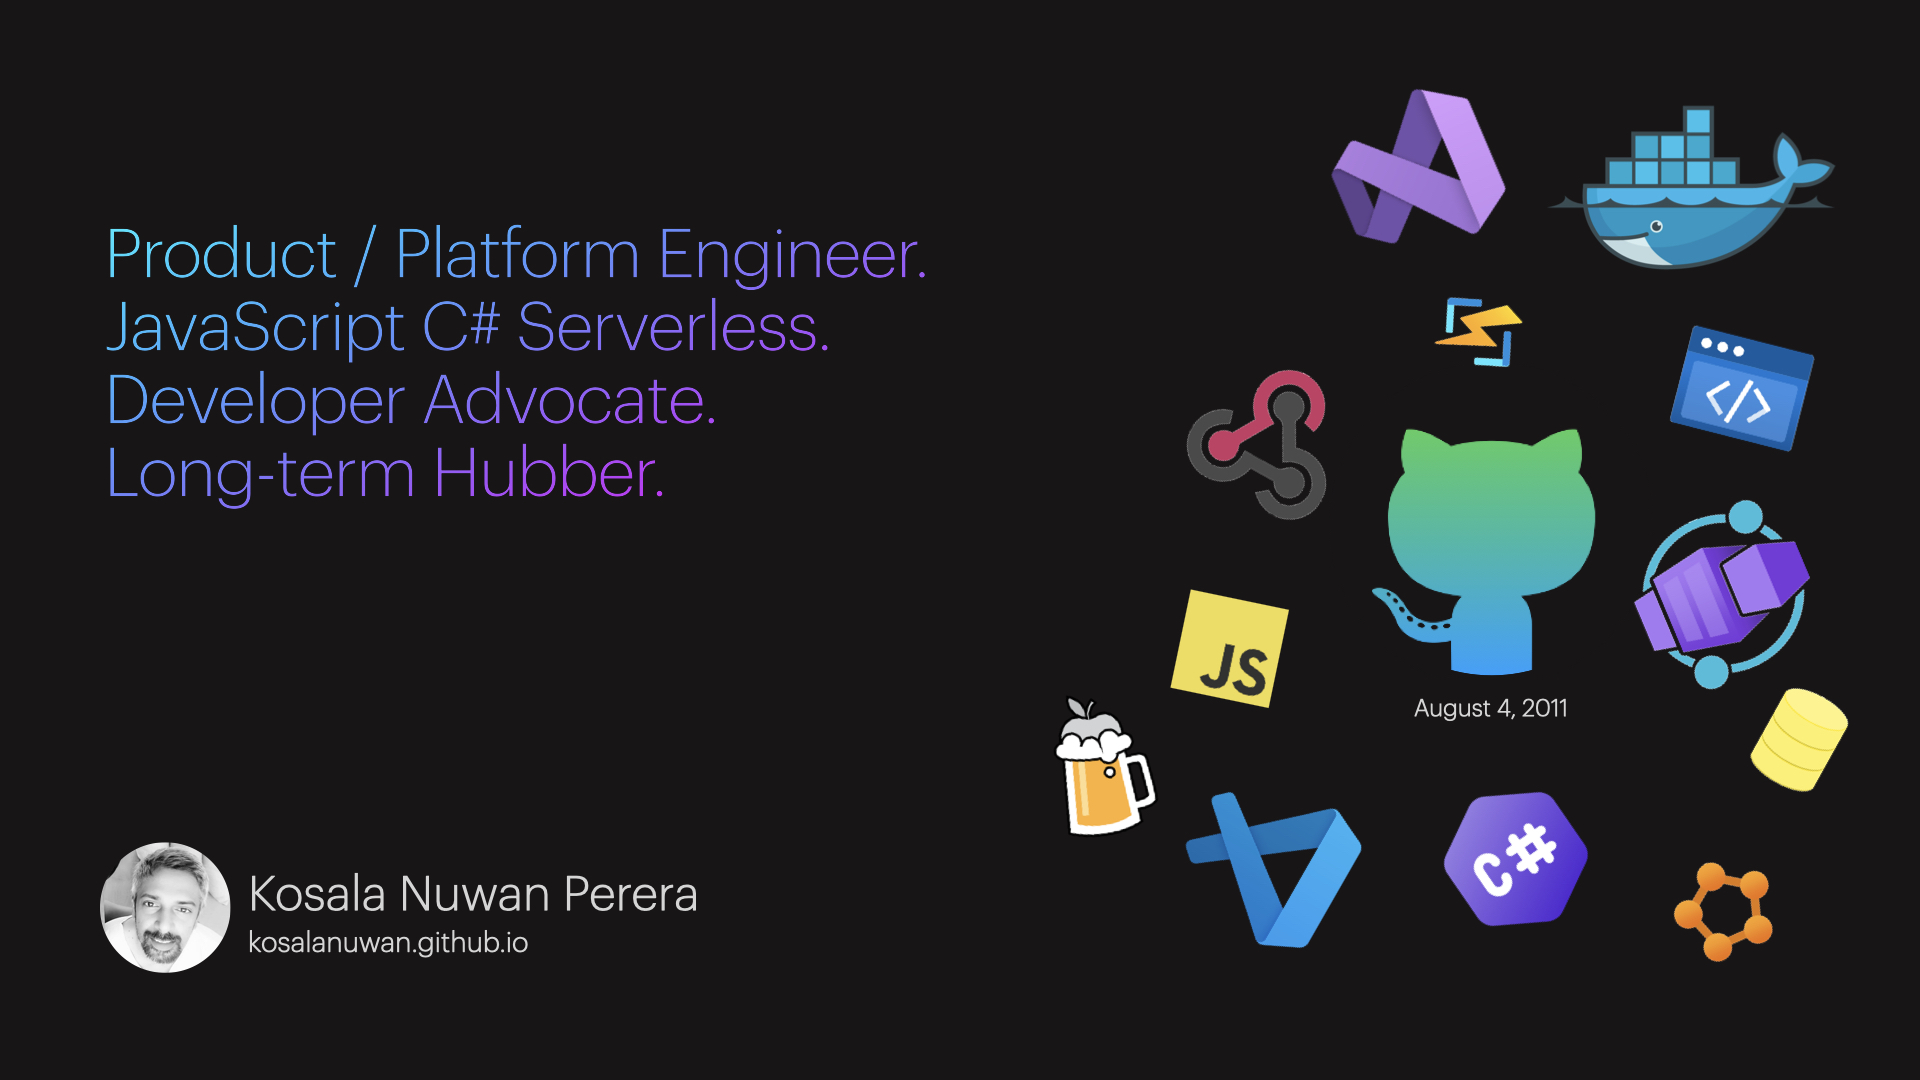 Product / Platform Engineer.
JavaScript C# Serverless.
Developer Advocate.
Long-term Hubber.
Kosala Nuwan Perera
kosalanuwan.github.io
</>
JS
August 4, 2011
C#